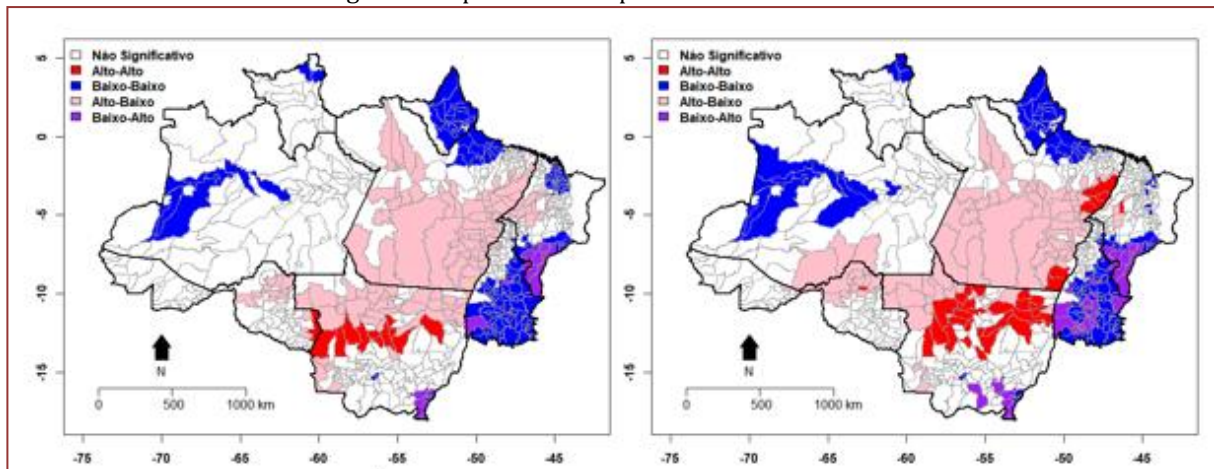 5
0
-5
-10
-15
Não Significativo
Alto-Alto
Baixo-Baixo
Alto-Baixo
Baixo-Alto
N
0 500 1000 km
-75 -70 -65 -60 -55 -50 -45
5
0
-5
-10
-15
Não Significativo
Alto-Alto
Baixo-Baixo
Alto-Baixo
Baixo-Alto
N
0 500 1000 km
-75 -70 -65 -60 -55 -50 -45